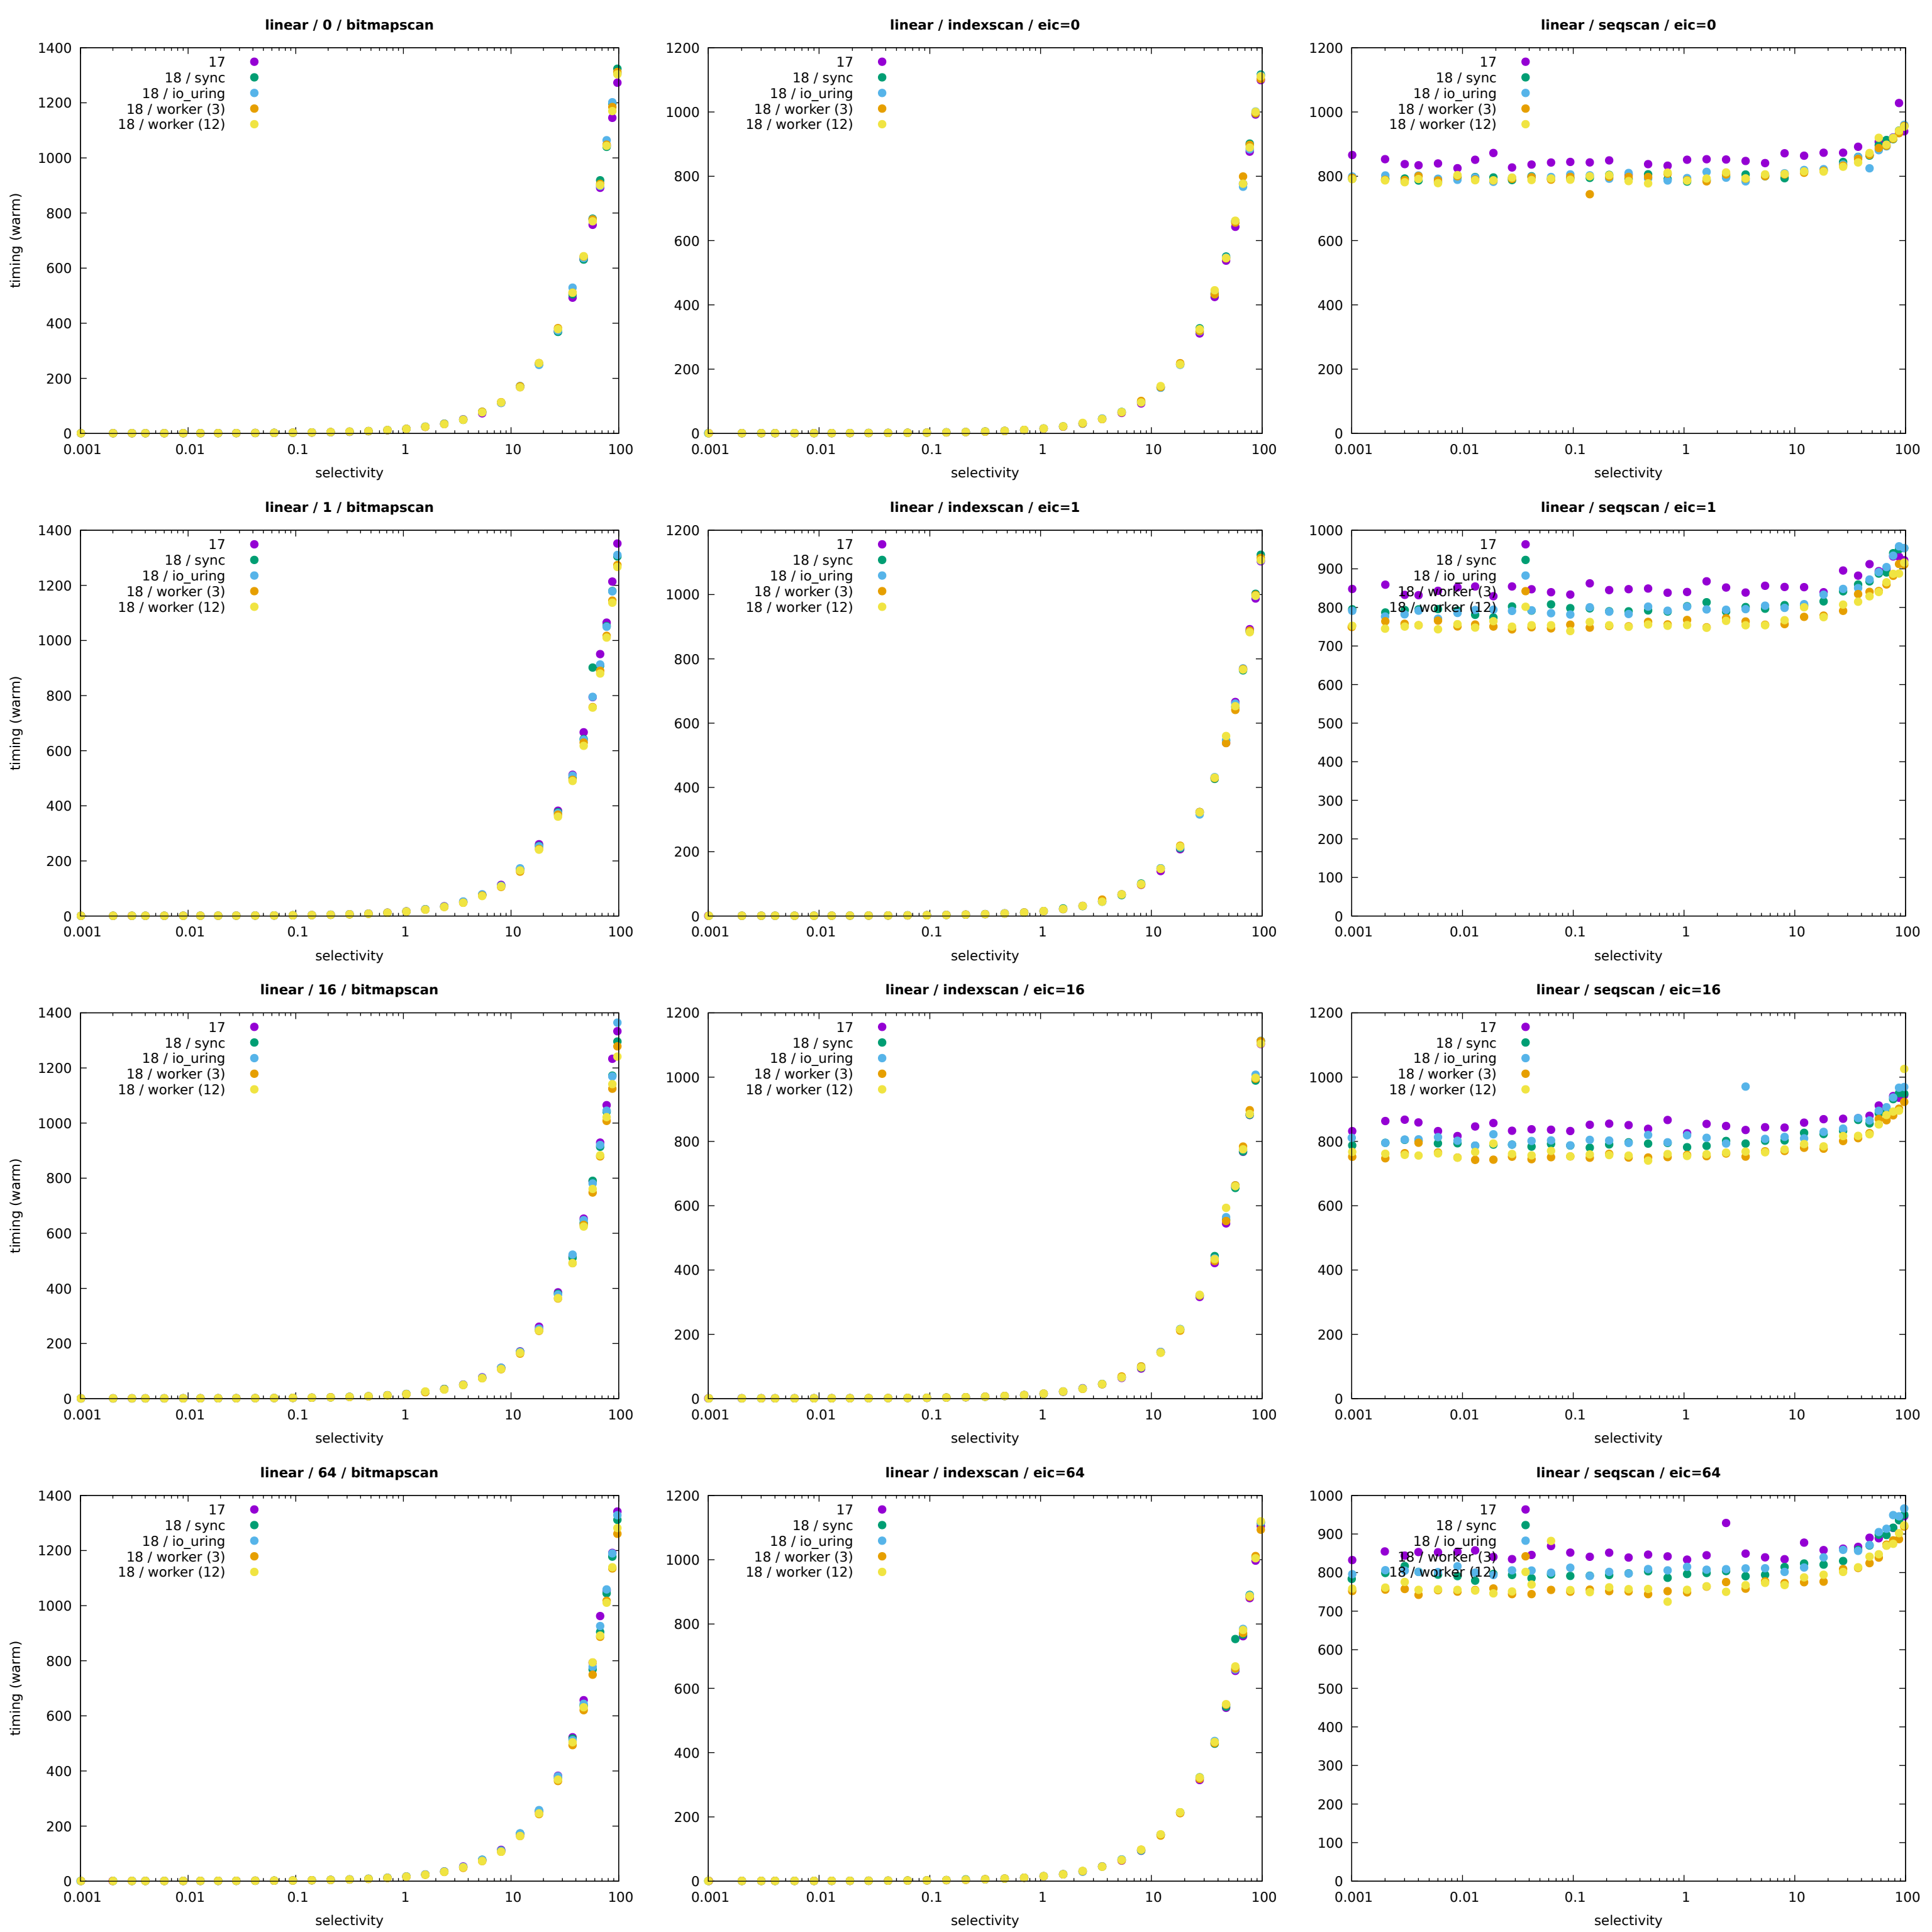 linear / 0 / bitmapscan
1400
1200
1000
800
600
400
200
0
timing (warm)
17
18 / sync
18 / io_uring
18 / worker (3)
18 / worker (12)
0.001 0.01 0.1 1 10 100
selectivity
linear / indexscan / eic=0
1200
1000
800
600
400
200
0
17
18 / sync
18 / io_uring
18 / worker (3)
18 / worker (12)
0.001 0.01 0.1 1 10 100
selectivity
linear / seqscan / eic=0
1200
1000
800
600
400
200
0
17
18 / sync
18 / io_uring
18 / worker (3)
18 / worker (12)
0.001 0.01 0.1 1 10 100
selectivity
linear / 1 / bitmapscan
1400
1200
1000
800
600
400
200
0
timing (warm)
17
18 / sync
18 / io_uring
18 / worker (3)
18 / worker (12)
0.001 0.01 0.1 1 10 100
selectivity
linear / indexscan / eic=1
1200
1000
800
600
400
200
0
17
18 / sync
18 / io_uring
18 / worker (3)
18 / worker (12)
0.001 0.01 0.1 1 10 100
selectivity
linear / seqscan / eic=1
1000
900
800
700
600
500
400
300
200
100
0
17
18 / sync
18 / io_uring
18 / worker (3)
18 / worker (12)
0.001 0.01 0.1 1 10 100
selectivity
linear / 16 / bitmapscan
1400
1200
1000
800
600
400
200
0
timing (warm)
17
18 / sync
18 / io_uring
18 / worker (3)
18 / worker (12)
0.001 0.01 0.1 1 10 100
selectivity
linear / indexscan / eic=16
1200
1000
800
600
400
200
0
17
18 / sync
18 / io_uring
18 / worker (3)
18 / worker (12)
0.001 0.01 0.1 1 10 100
selectivity
linear / seqscan / eic=16
1200
1000
800
600
400
200
0
17
18 / sync
18 / io_uring
18 / worker (3)
18 / worker (12)
0.001 0.01 0.1 1 10 100
selectivity
linear / 64 / bitmapscan
1400
1200
1000
800
600
400
200
0
timing (warm)
17
18 / sync
18 / io_uring
18 / worker (3)
18 / worker (12)
0.001 0.01 0.1 1 10 100
selectivity
linear / indexscan / eic=64
1200
1000
800
600
400
200
0
17
18 / sync
18 / io_uring
18 / worker (3)
18 / worker (12)
0.001 0.01 0.1 1 10 100
selectivity
linear / seqscan / eic=64
1000
900
800
700
600
500
400
300
200
100
0
17
18 / sync
18 / io_uring
18 / worker (3)
18 / worker (12)
0.001 0.01 0.1 1 10 100
selectivity